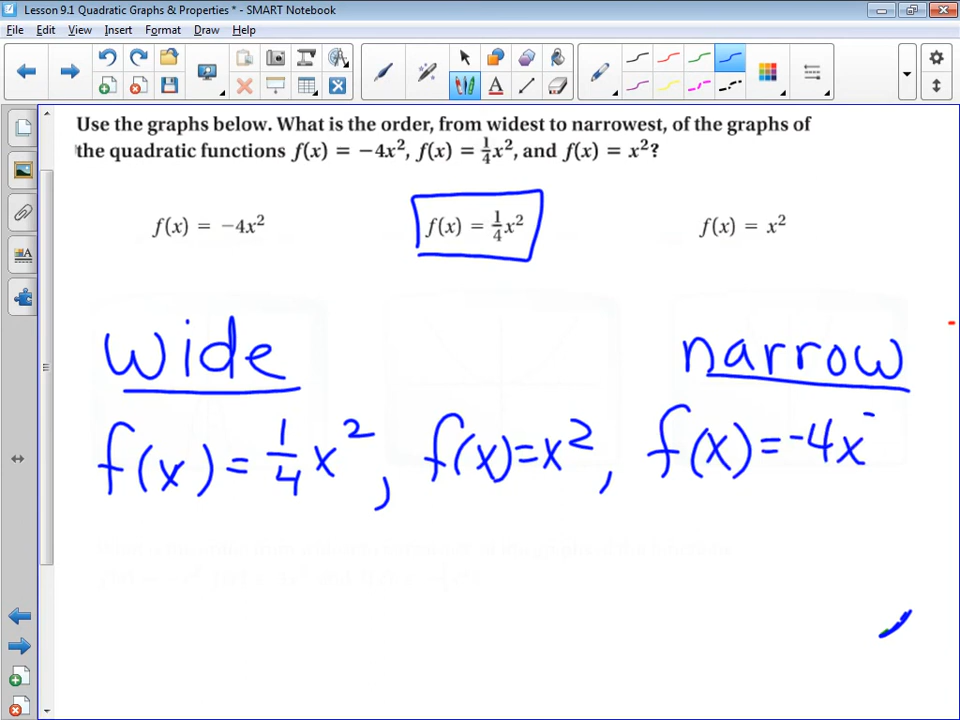 Lesson 9.1 Quadratic Graphs & Properties * - SMART Notebook
File Edit View Insert Format Draw Help
Use the graphs below. What is the order, from widest to narrowest, of the graphs of
the quadratic functions f(x) = −4x², f(x) = ¼x², and f(x) = x²?
f(x) = −4x² f(x) = ¼x² f(x) = x²
wide narrow
f(x) = ¼x², f(x)=x², f(x)=-4x